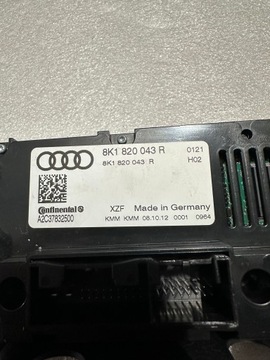 8K1 820 043 R 0121
8K1 820 043 R H02
Continental
A2C37832500
XZF Made in Germany
KMM KMM 08.10.12 0001 0964